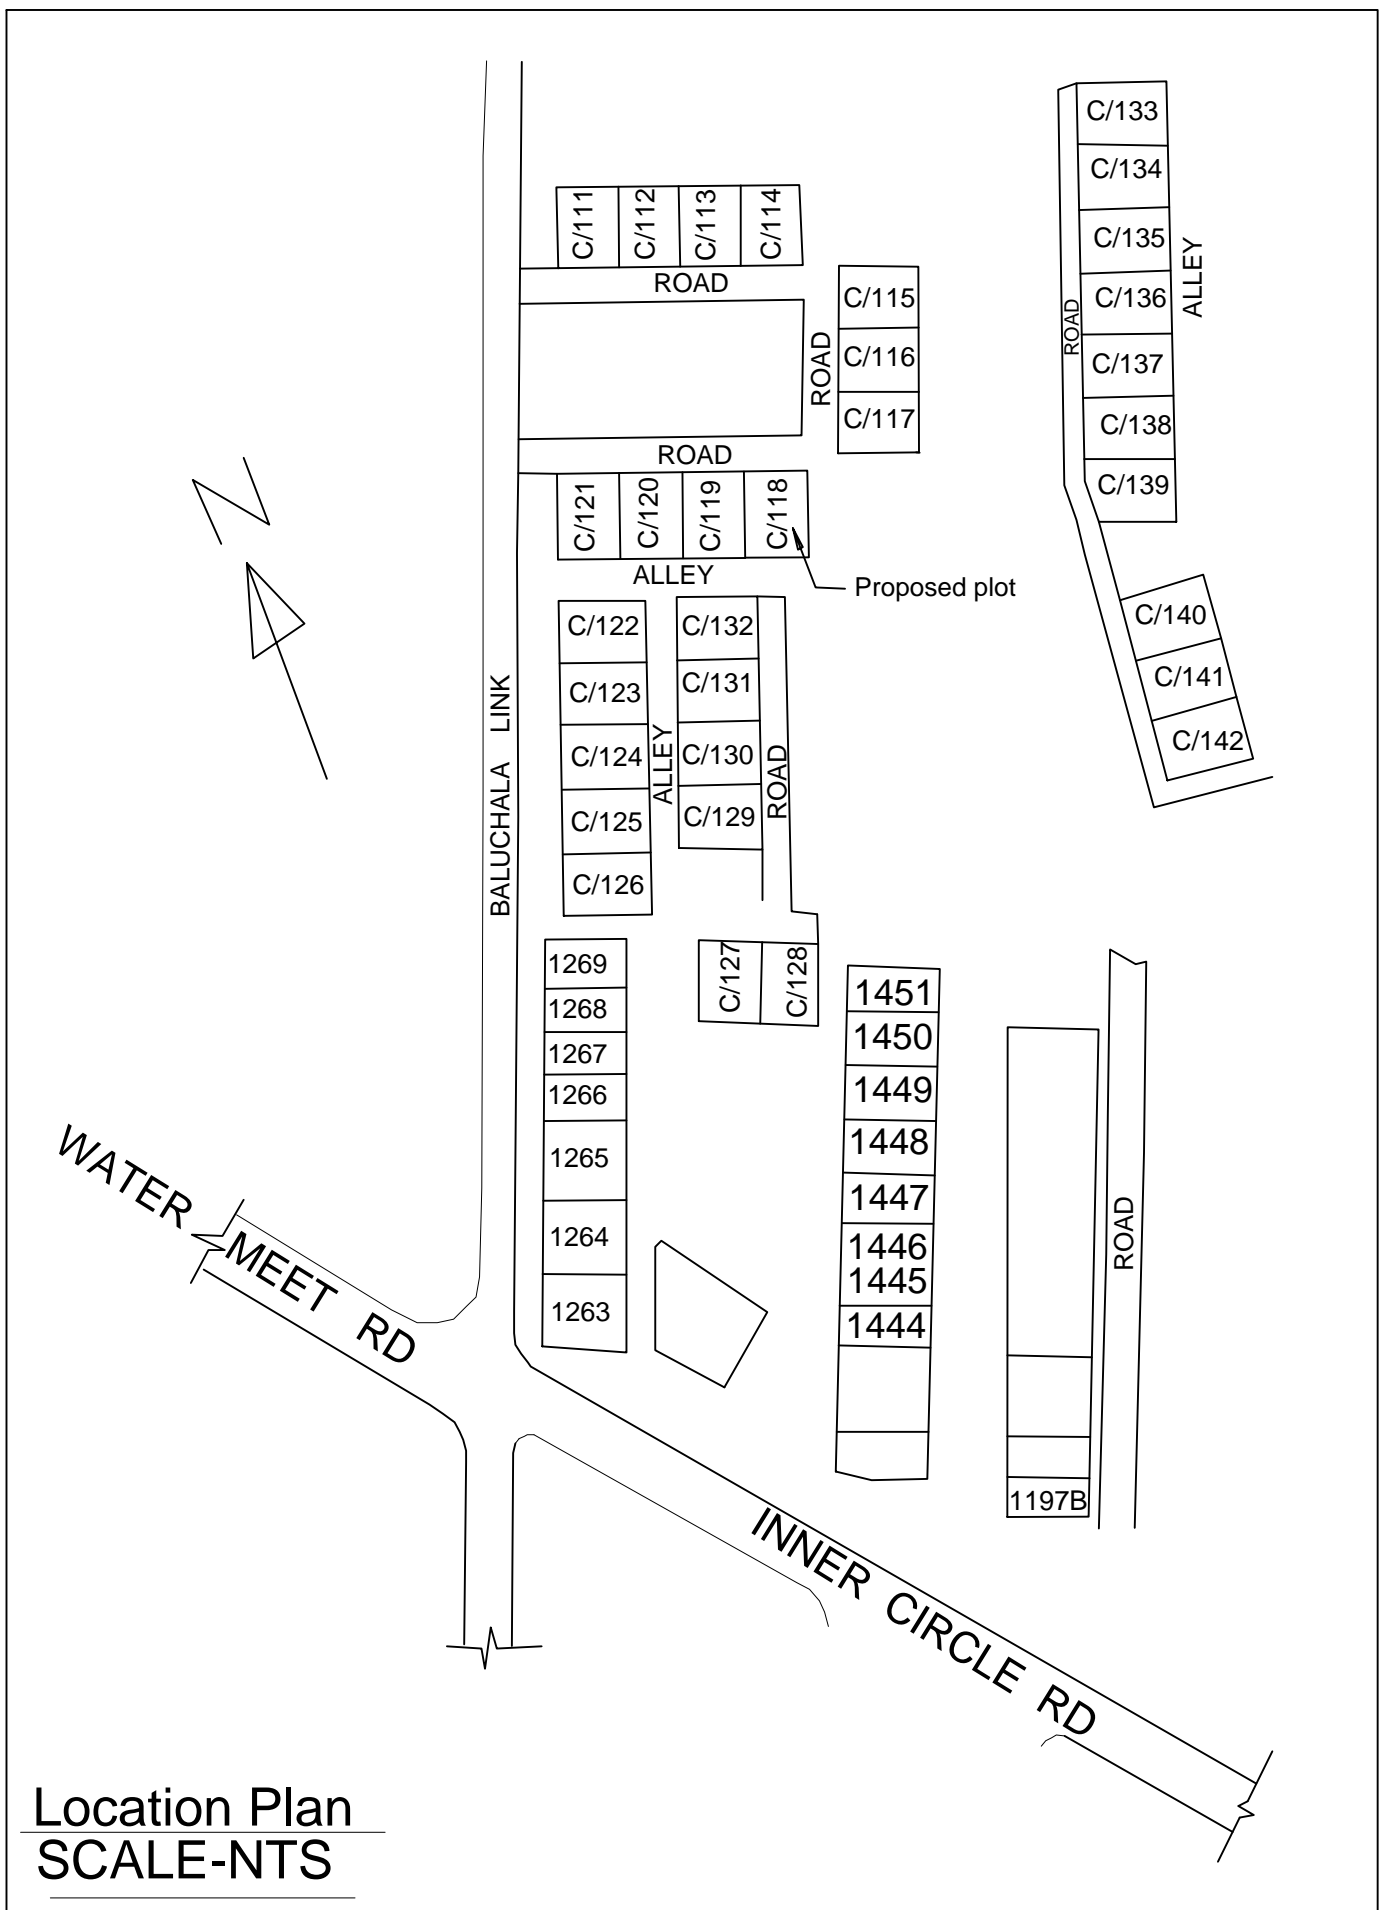 C/133
C/134
C/135
C/136
C/137
C/138
C/139
ALLEY
ROAD
C/111
C/112
C/113
C/114
ROAD
C/115
C/116
C/117
ROAD
ROAD
C/121
C/120
C/119
C/118
ALLEY
Proposed plot
N
C/140
C/141
C/142
C/122
C/123
C/124
C/125
C/126
ALLEY
C/132
C/131
C/130
C/129
ROAD
BALUCHALA LINK
C/127
C/128
1269
1268
1267
1266
1265
1264
1263
1451
1450
1449
1448
1447
1446
1445
1444
ROAD
1197B
WATER MEET RD
INNER CIRCLE RD
Location Plan
SCALE-NTS